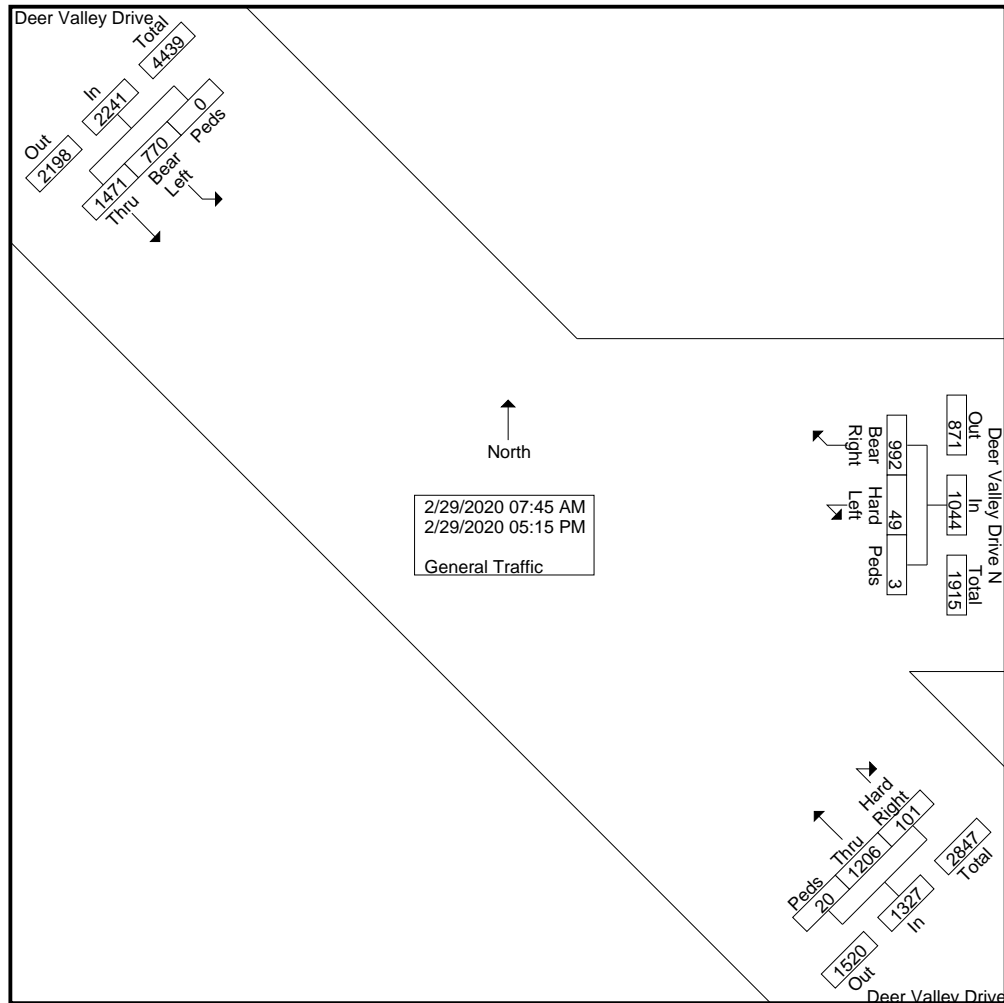 Deer Valley Drive
Total
4439
In
2241
Out
2198
0
770
1471
Peds
Bear
Left
Thru
North
2/29/2020 07:45 AM
2/29/2020 05:15 PM
General Traffic
Deer Valley Drive N
Out
In
Total
871
1044
1915
992
49
3
Bear
Right
Hard
Left
Peds
Hard
Right
Thru
Peds
101
1206
20
2847
Total
1327
In
1520
Out
Deer Valley Drive